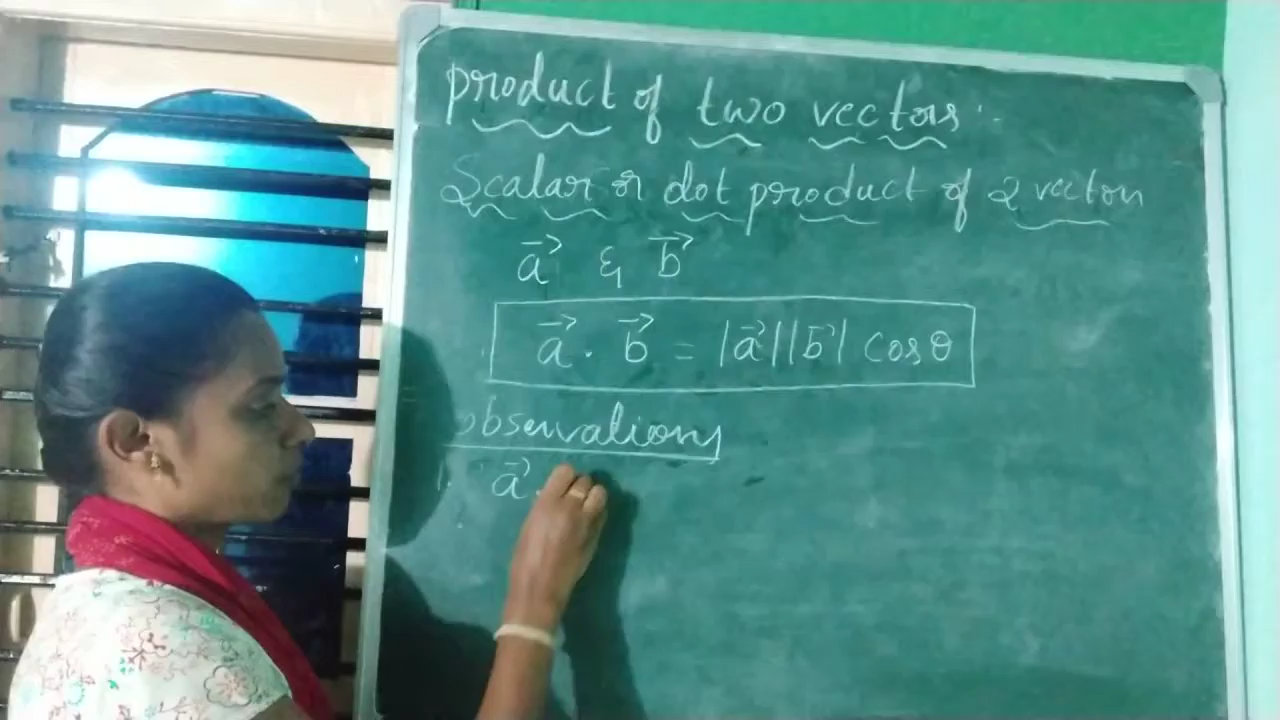 product of two vectors:
Scalar or dot product of 2 vectors
a⃗ & b⃗
a⃗ . b⃗ = |a⃗||b⃗| cosθ
observations
1. a⃗ .